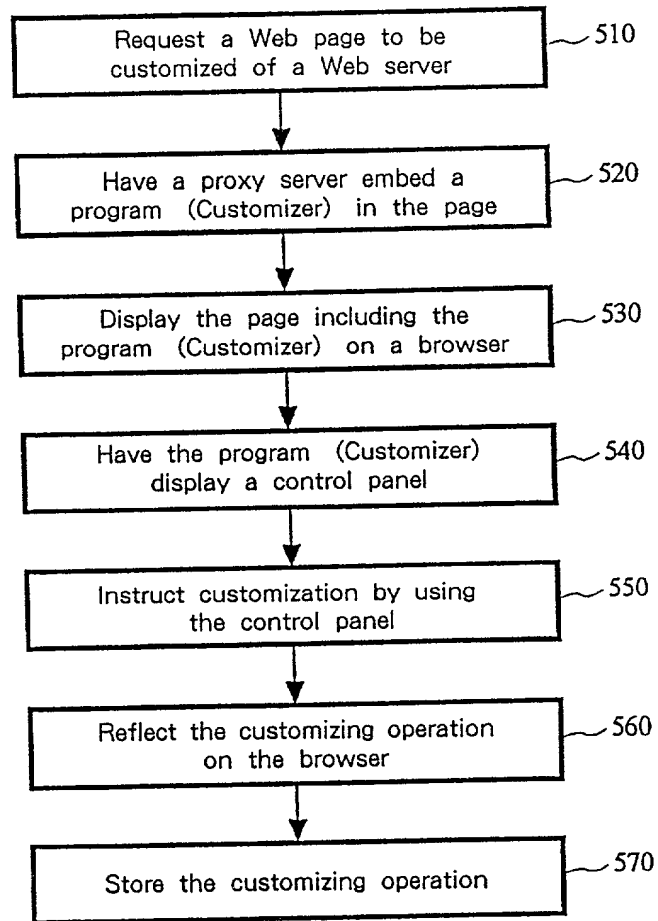 Request a Web page to be
customized of a Web server
510
Have a proxy server embed a
program (Customizer) in the page
520
Display the page including the
program (Customizer) on a browser
530
Have the program (Customizer)
display a control panel
540
Instruct customization by using
the control panel
550
Reflect the customizing operation
on the browser
560
Store the customizing operation
570